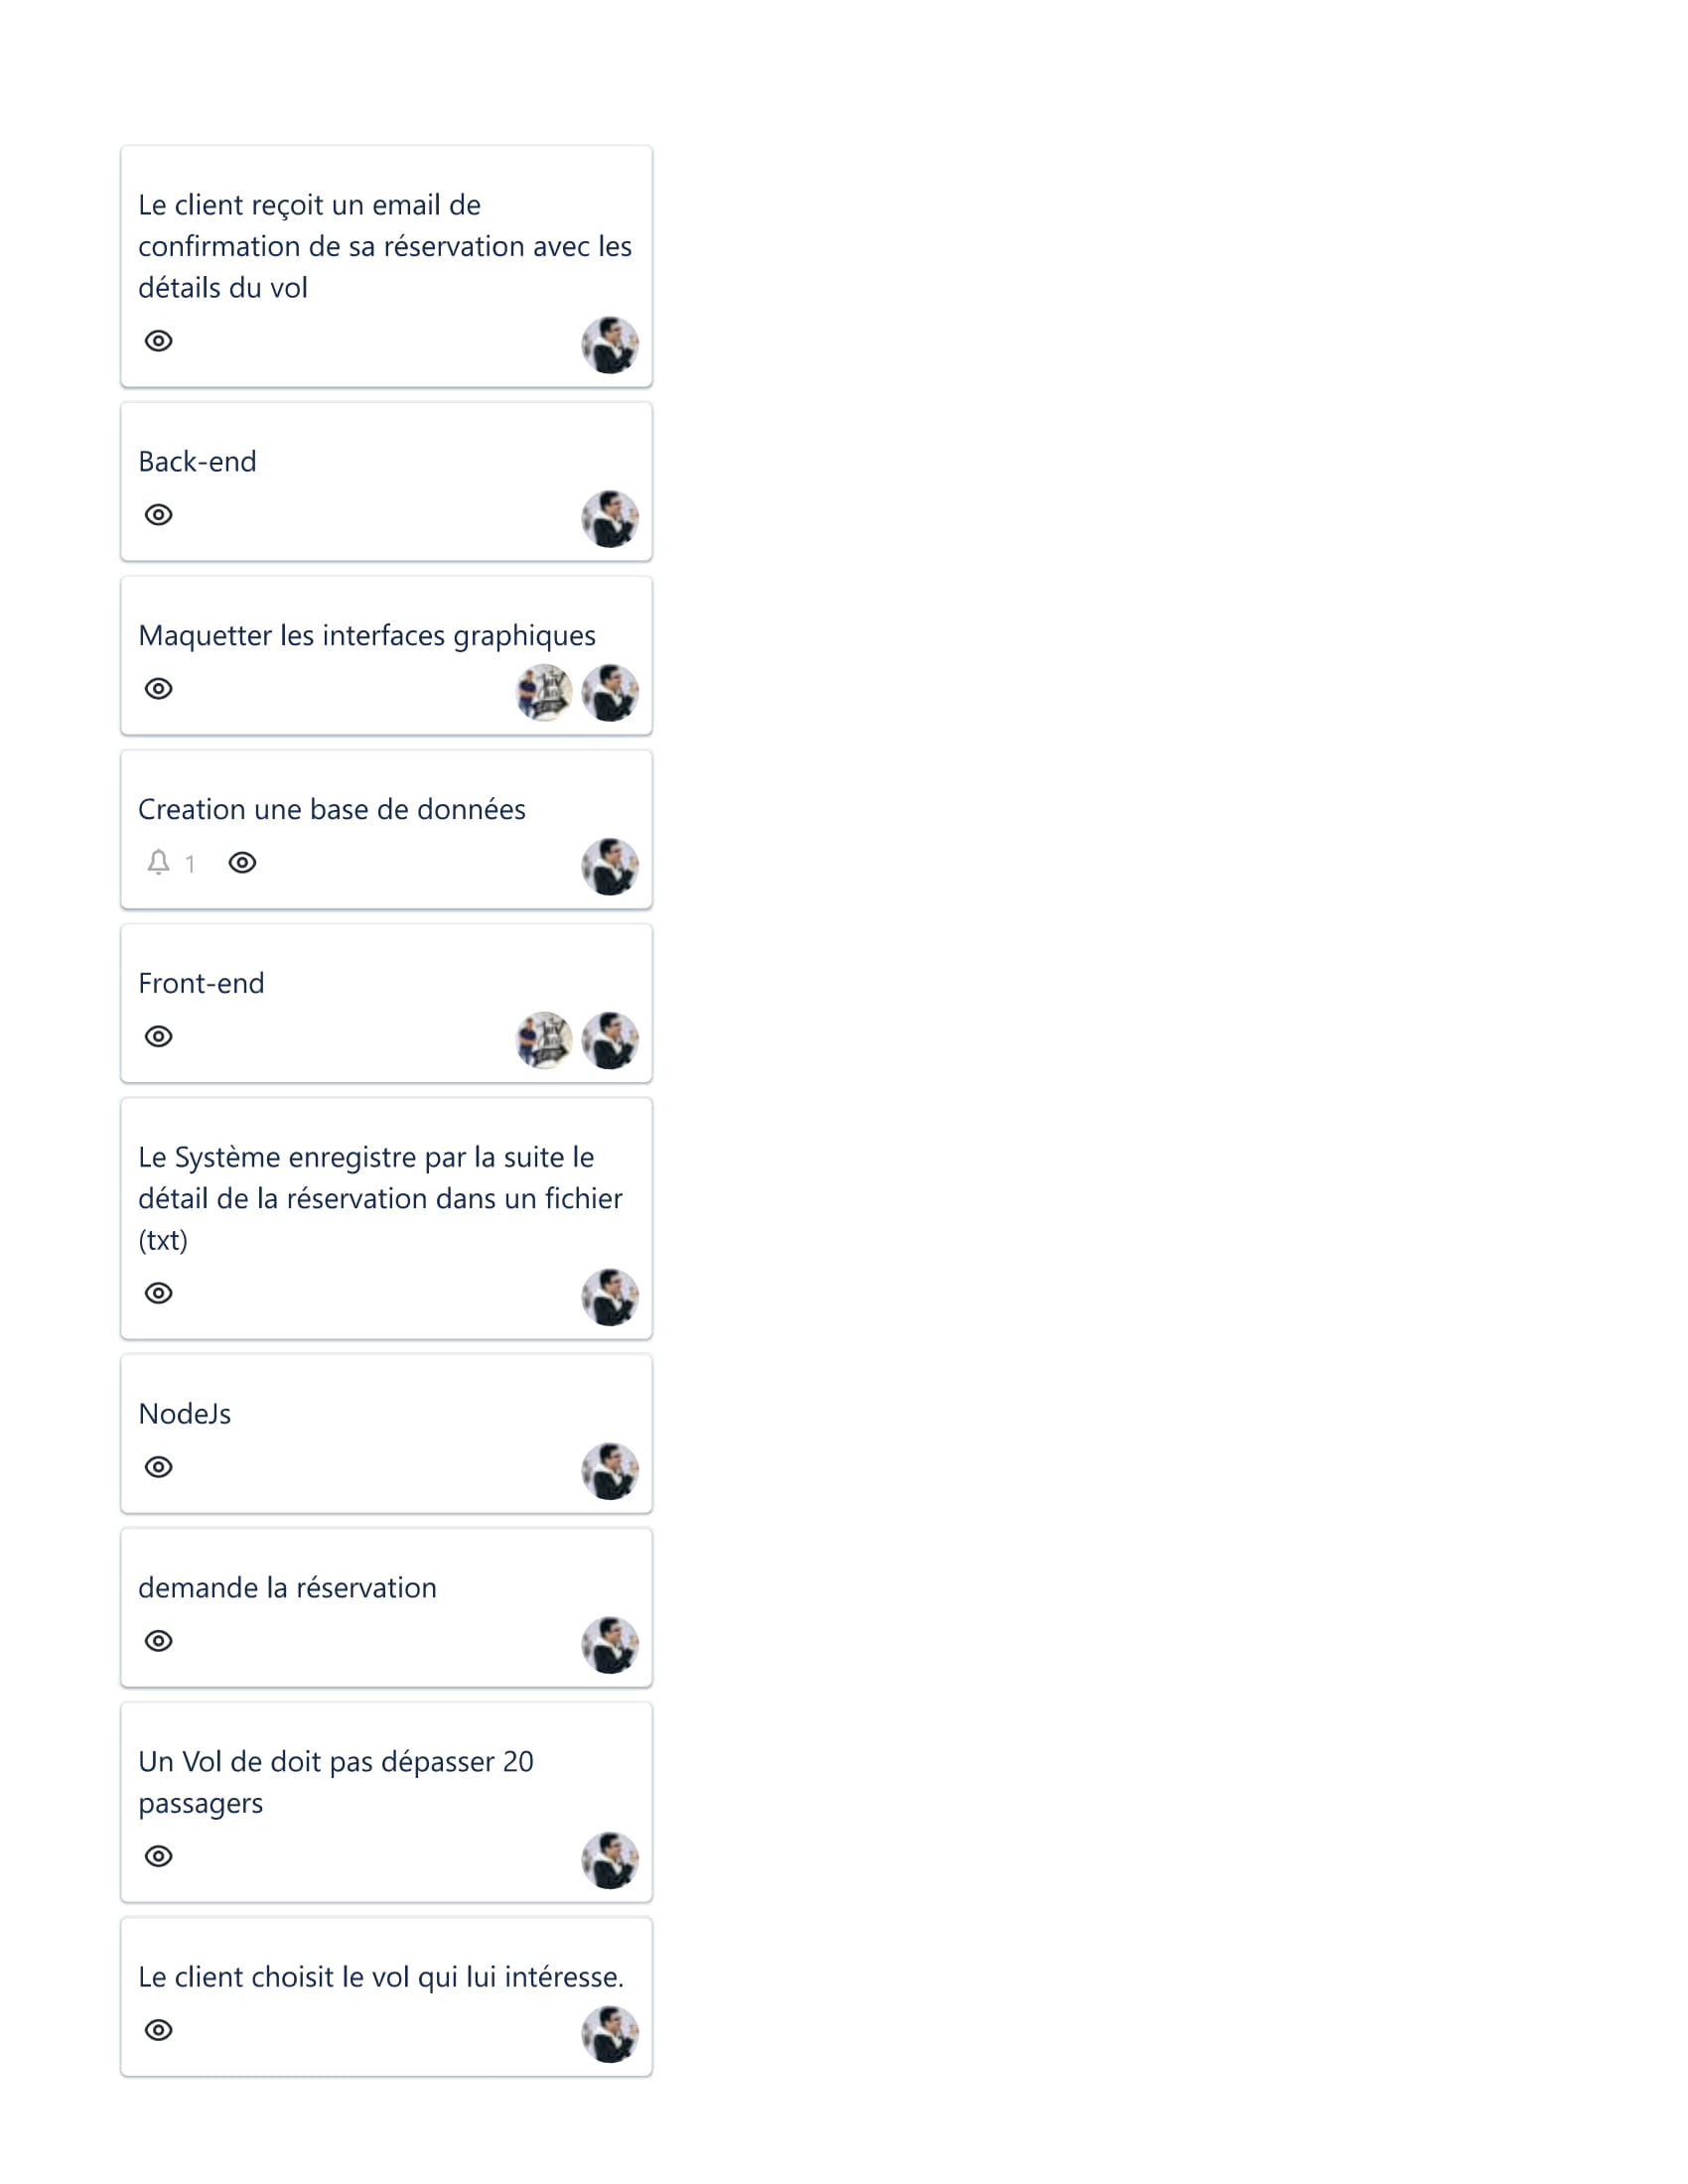 Le client reçoit un email de
confirmation de sa réservation avec les
détails du vol
Back-end
Maquetter les interfaces graphiques
Creation une base de données
1
Front-end
Le Système enregistre par la suite le
détail de la réservation dans un fichier
(txt)
NodeJs
demande la réservation
Un Vol de doit pas dépasser 20
passagers
Le client choisit le vol qui lui intéresse.